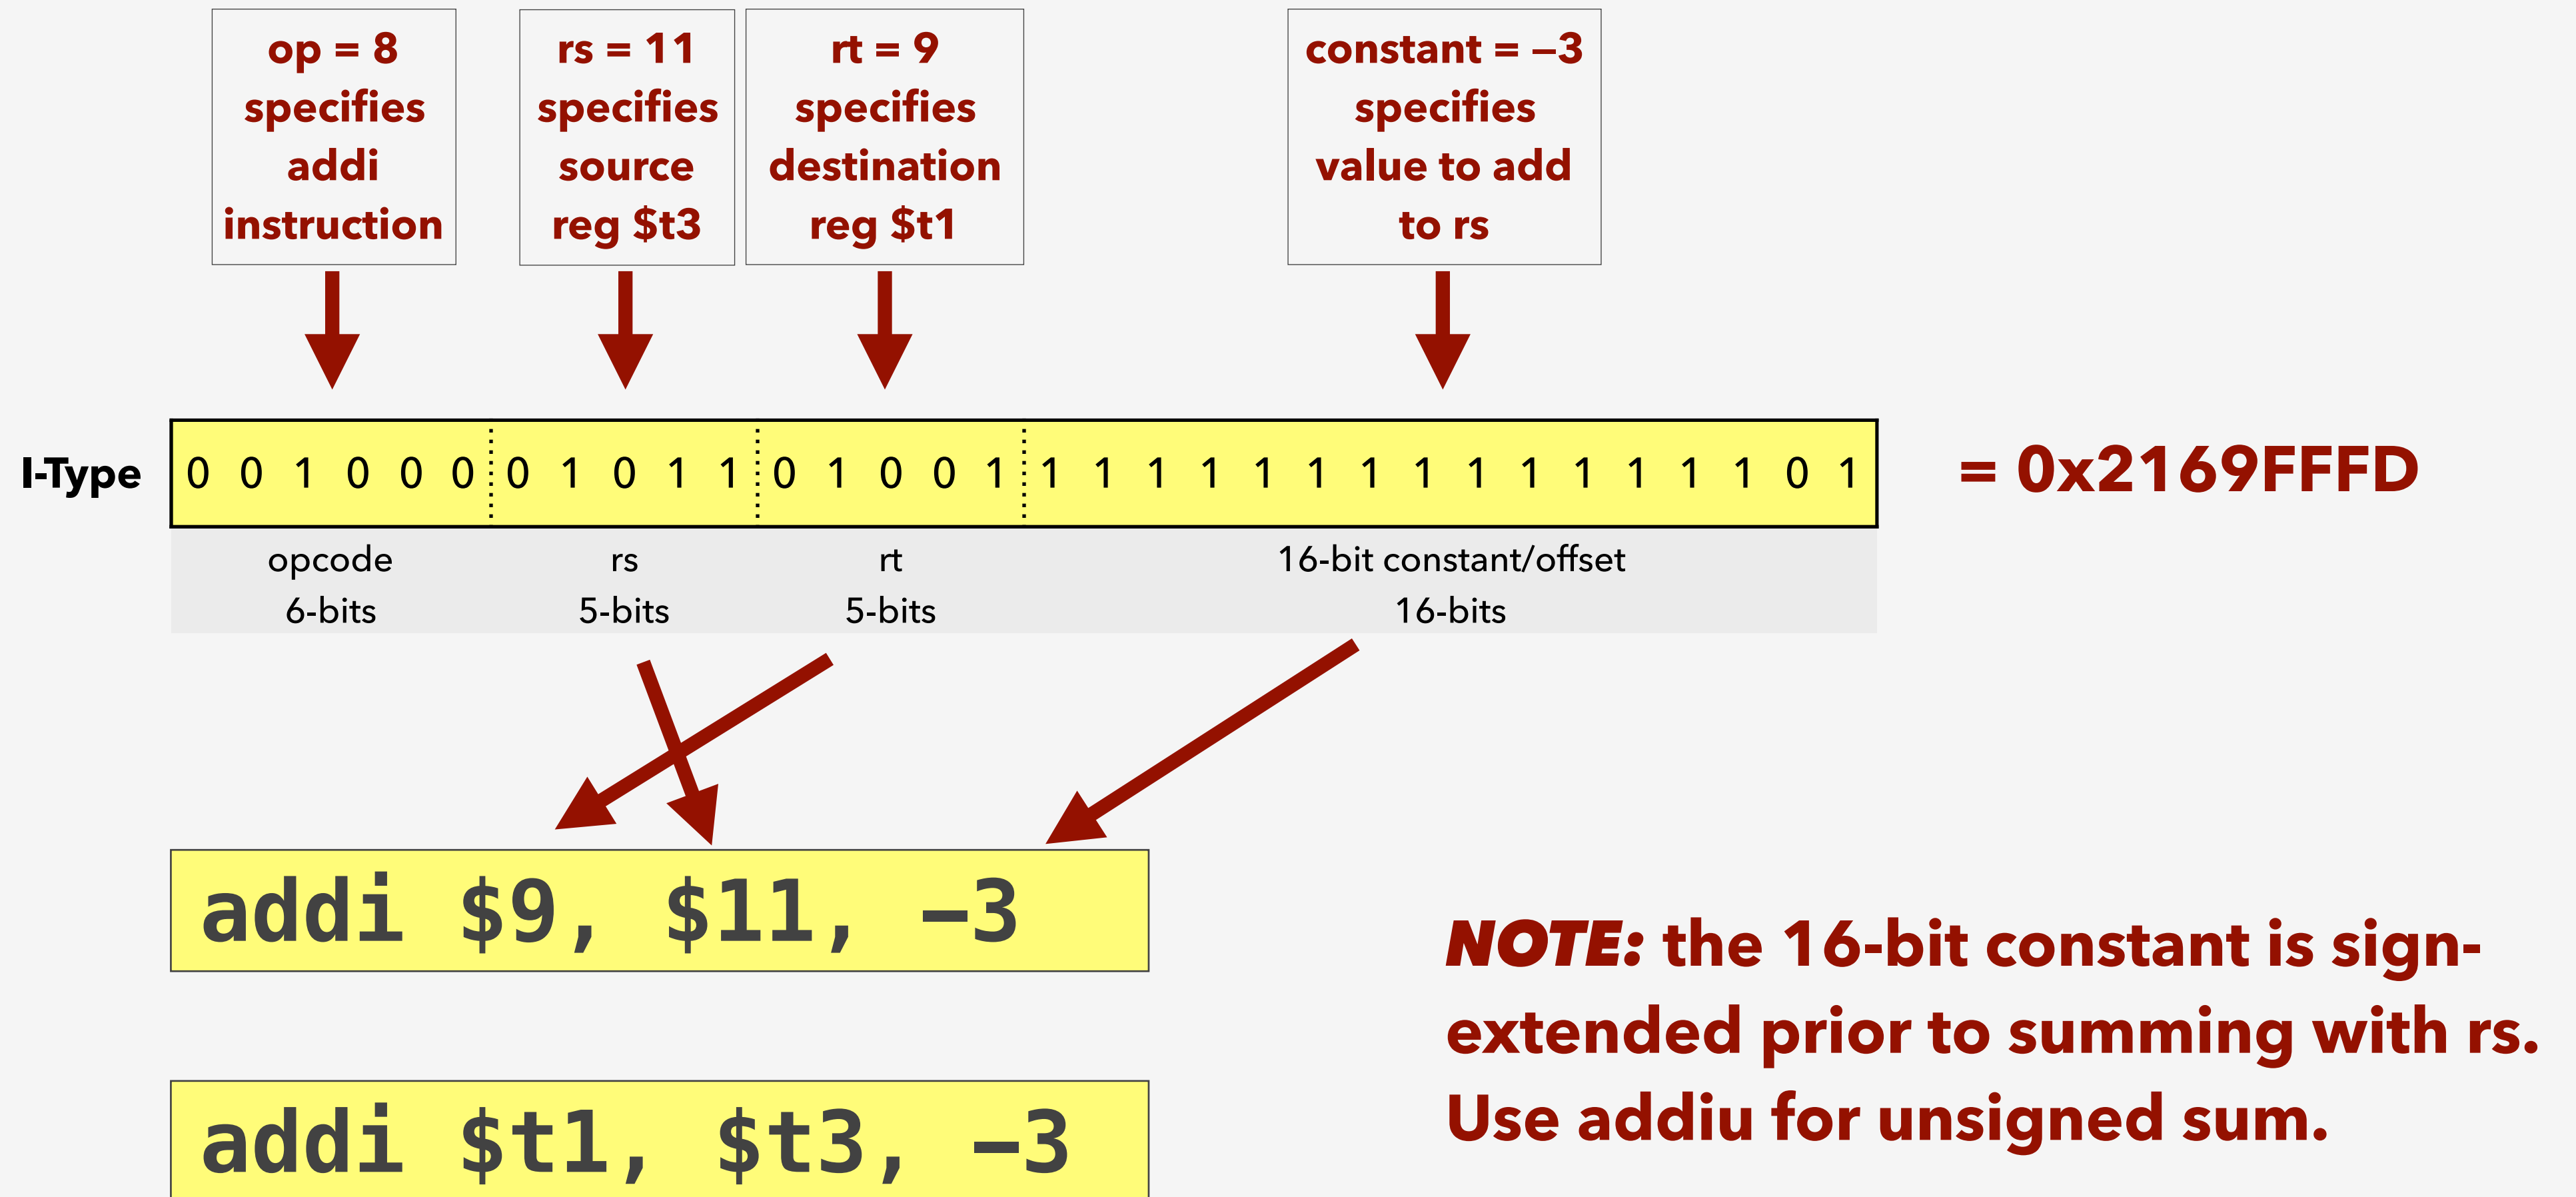 op = 8
specifies
addi
instruction
rs = 11
specifies
source
reg $t3
rt = 9
specifies
destination
reg $t1
constant = –3
specifies
value to add
to rs
I-Type
0 0 1 0 0 0 0 1 0 1 1 0 1 0 0 1 1 1 1 1 1 1 1 1 1 1 1 1 1 1 0 1
= 0x2169FFFD
opcode
6-bits
rs
5-bits
rt
5-bits
16-bit constant/offset
16-bits
addi $9, $11, –3
addi $t1, $t3, –3
NOTE: the 16-bit constant is sign-
extended prior to summing with rs.
Use addiu for unsigned sum.